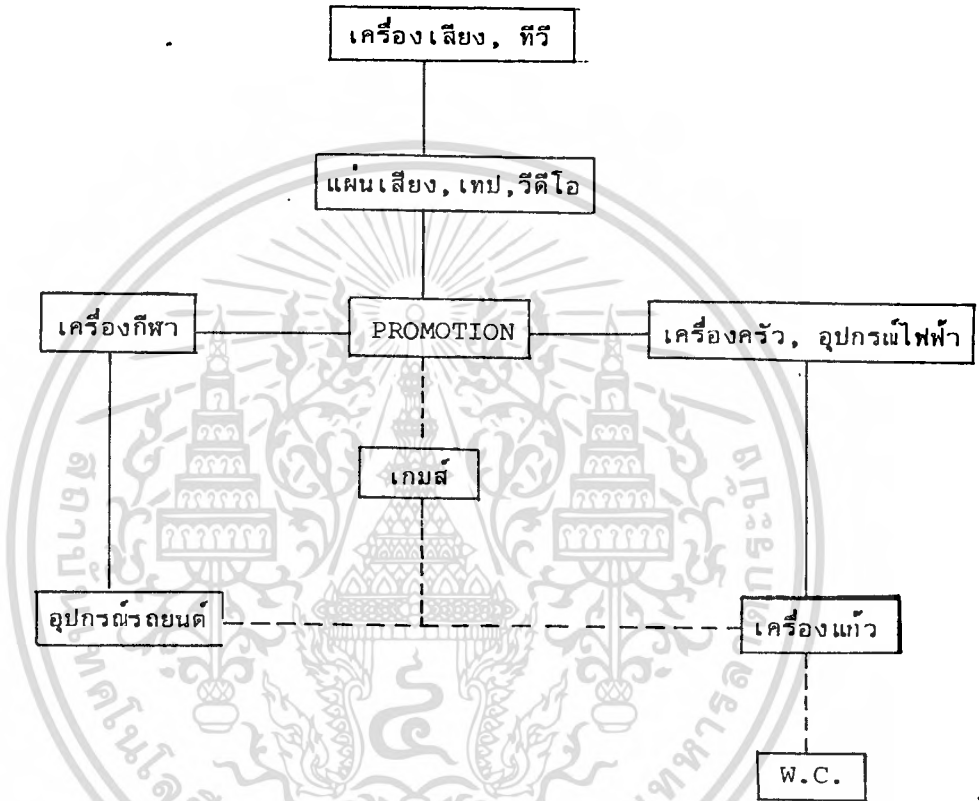 เครื่องเสียง, ทีวี
แผ่นเสียง, เทป, วีดีโอ
เครื่องกีฬา
PROMOTION
เครื่องครัว, อุปกรณ์ไฟฟ้า
เกมส์
อุปกรณ์รถยนต์
เครื่องแก้ว
W.C.